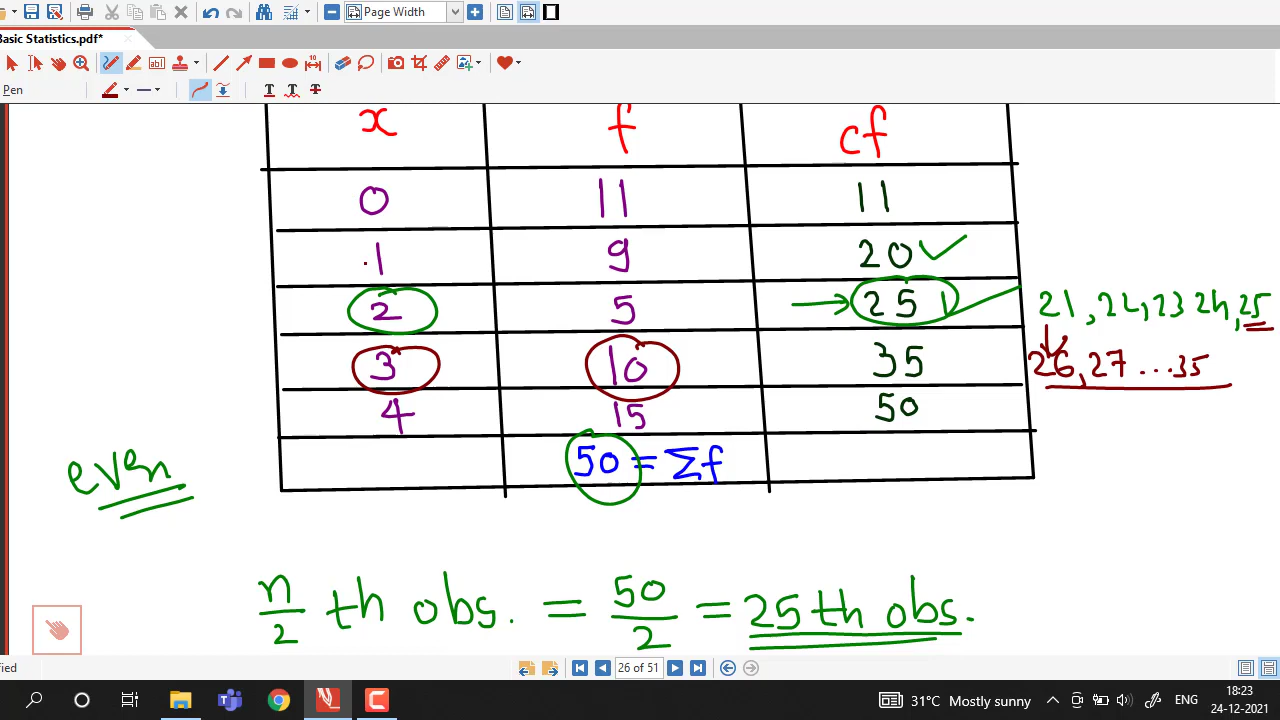 Page Width
Basic Statistics.pdf*
Pen
x f cf
0 11 11
1 9 20
2 5 25 21, 22, 23 24, 25
3 10 35 26, 27 ... 35
4 15 50
50 = Σf
even
n/2 th obs. = 50/2 = 25 th obs.
26 of 51
31°C Mostly sunny ENG 18:23
24-12-2021